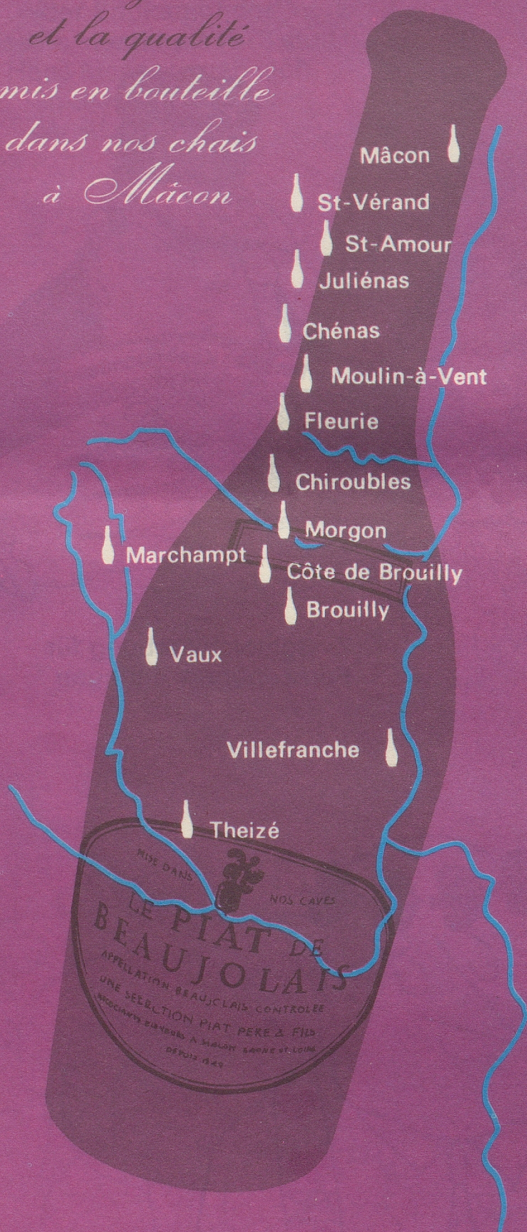 et la qualité
mis en bouteille
dans nos chais
à Mâcon
Mâcon
St-Vérand
St-Amour
Juliénas
Chénas
Moulin-à-Vent
Fleurie
Chiroubles
Morgon
Marchampt
Côte de Brouilly
Brouilly
Vaux
Villefranche
Theizé
MIS DANS
NOS CAVES
LE PIAT DE
BEAUJOLAIS
APPELLATION BEAUJOLAIS CONTROLÉE
UNE SÉLECTION PIAT PÈRE & FILS
DEPUIS